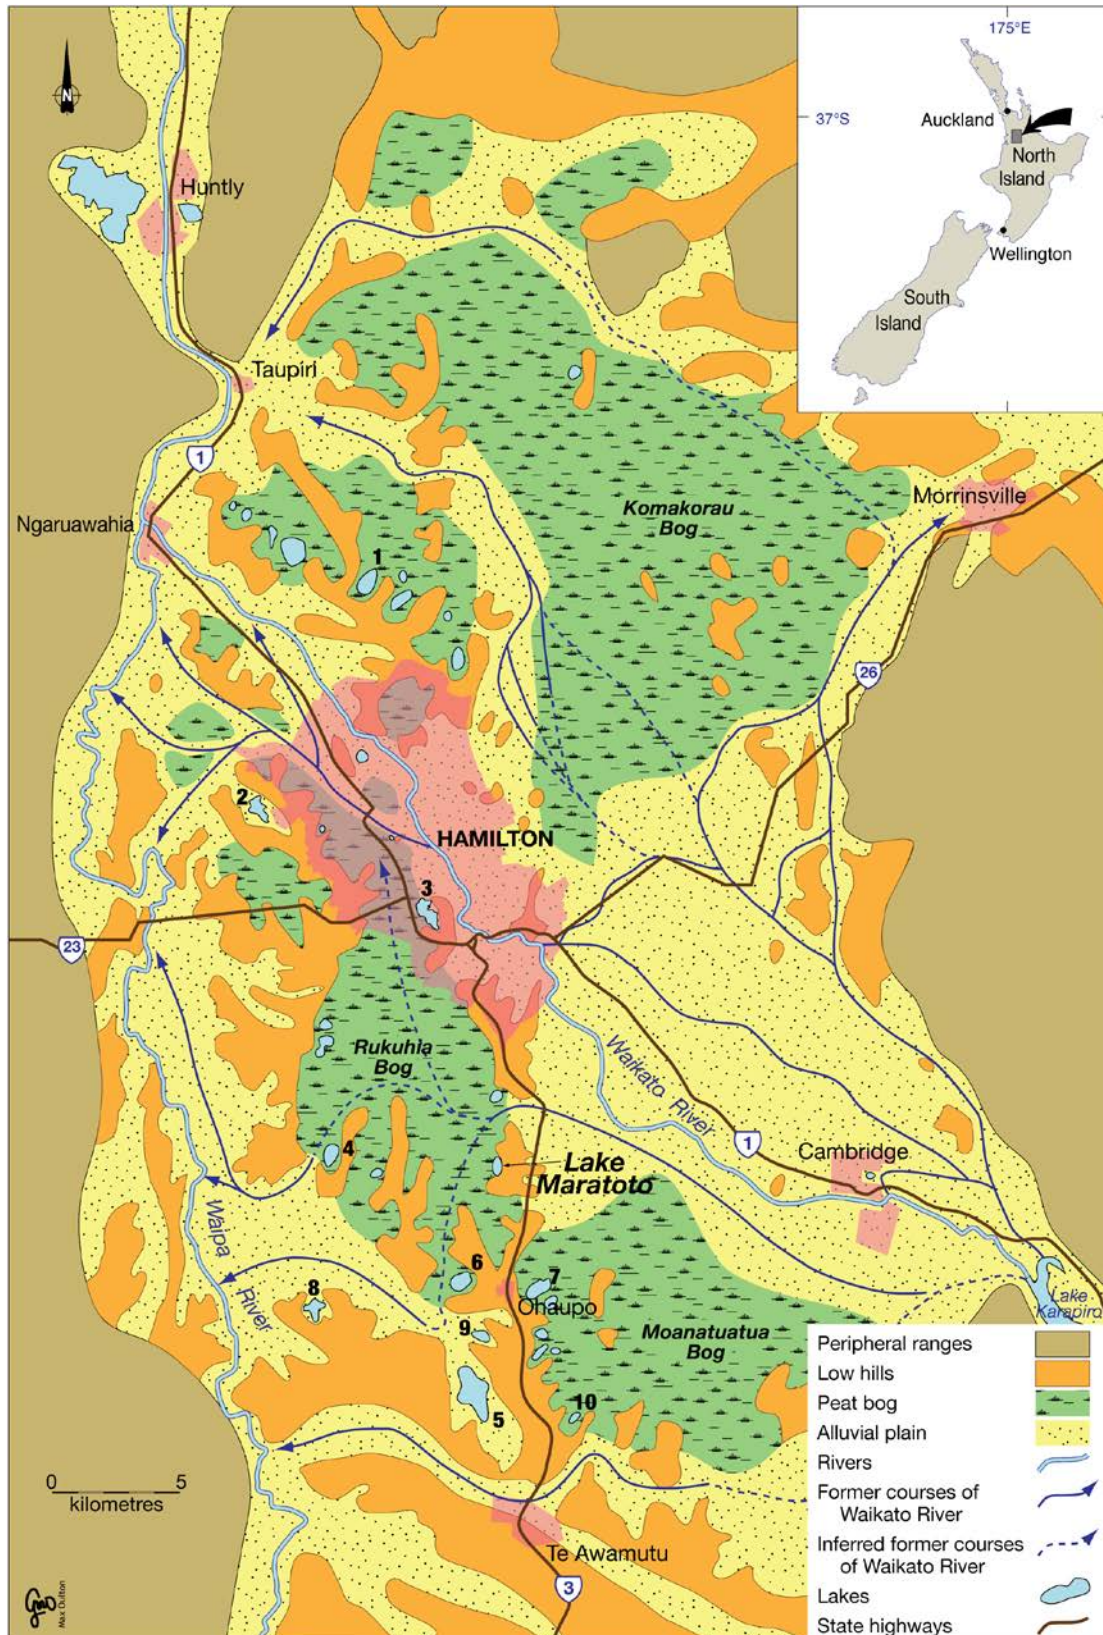 175°E
37°S
Auckland
North
Island
Wellington
South
Island
N
Huntly
Taupiri
1
Ngaruawahia
1
Komakorau
Bog
Morrinsville
26
2
HAMILTON
3
23
Rukuhia
Bog
Waikato River
4
Lake
Maratoto
1
Cambridge
Waipa River
6
7
8
Ohaupo
9
Moanatuatua
Bog
5
10
Lake
Karapiro
0 5
kilometres
Te Awamutu
3
Max Oulton
Peripheral ranges
Low hills
Peat bog
Alluvial plain
Rivers
Former courses of
Waikato River
Inferred former courses
of Waikato River
Lakes
State highways